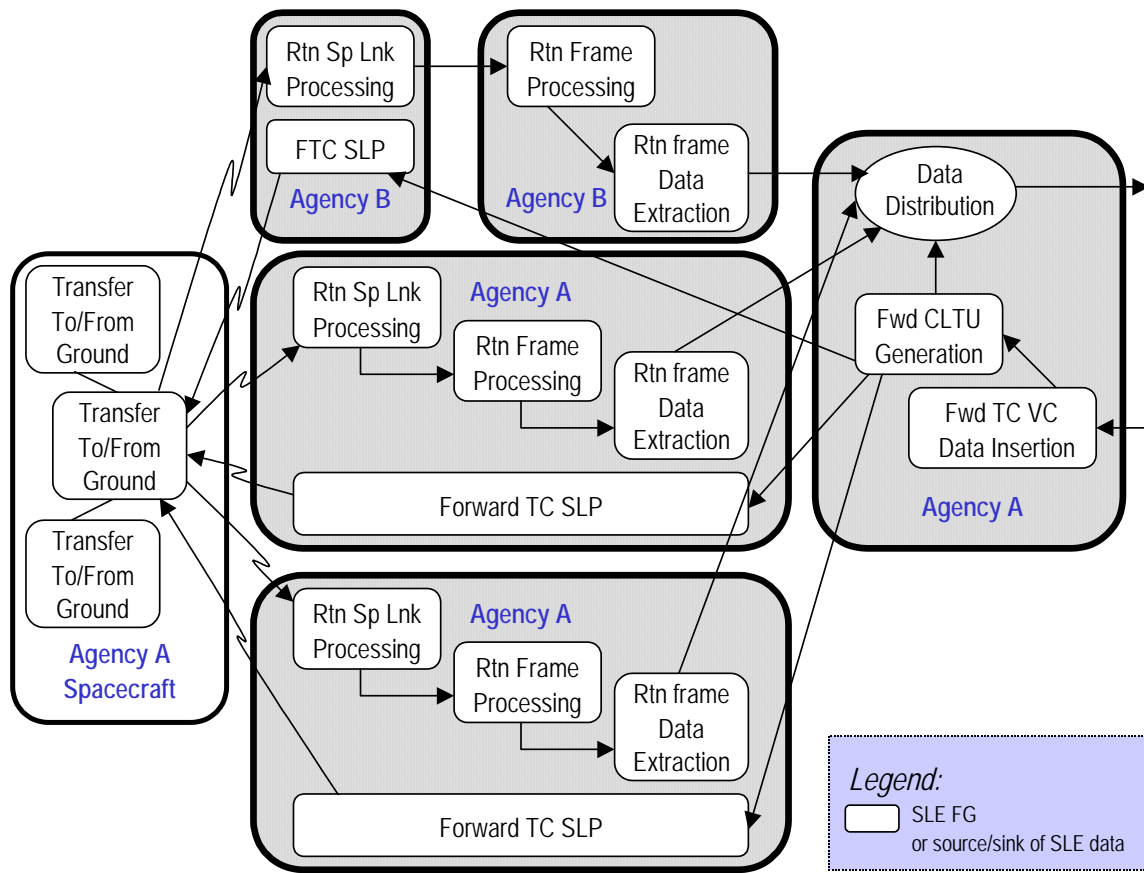 Rtn Sp Lnk
Processing
FTC SLP
Agency B
Rtn Frame
Processing
Rtn frame
Data
Extraction
Agency B
Data
Distribution
Fwd CLTU
Generation
Fwd TC VC
Data Insertion
Agency A
Transfer
To/From
Ground
Transfer
To/From
Ground
Transfer
To/From
Ground
Agency A
Spacecraft
Rtn Sp Lnk
Processing
Agency A
Rtn Frame
Processing
Rtn frame
Data
Extraction
Forward TC SLP
Rtn Sp Lnk
Processing
Agency A
Rtn Frame
Processing
Rtn frame
Data
Extraction
Forward TC SLP
Legend:
SLE FG
or source/sink of SLE data